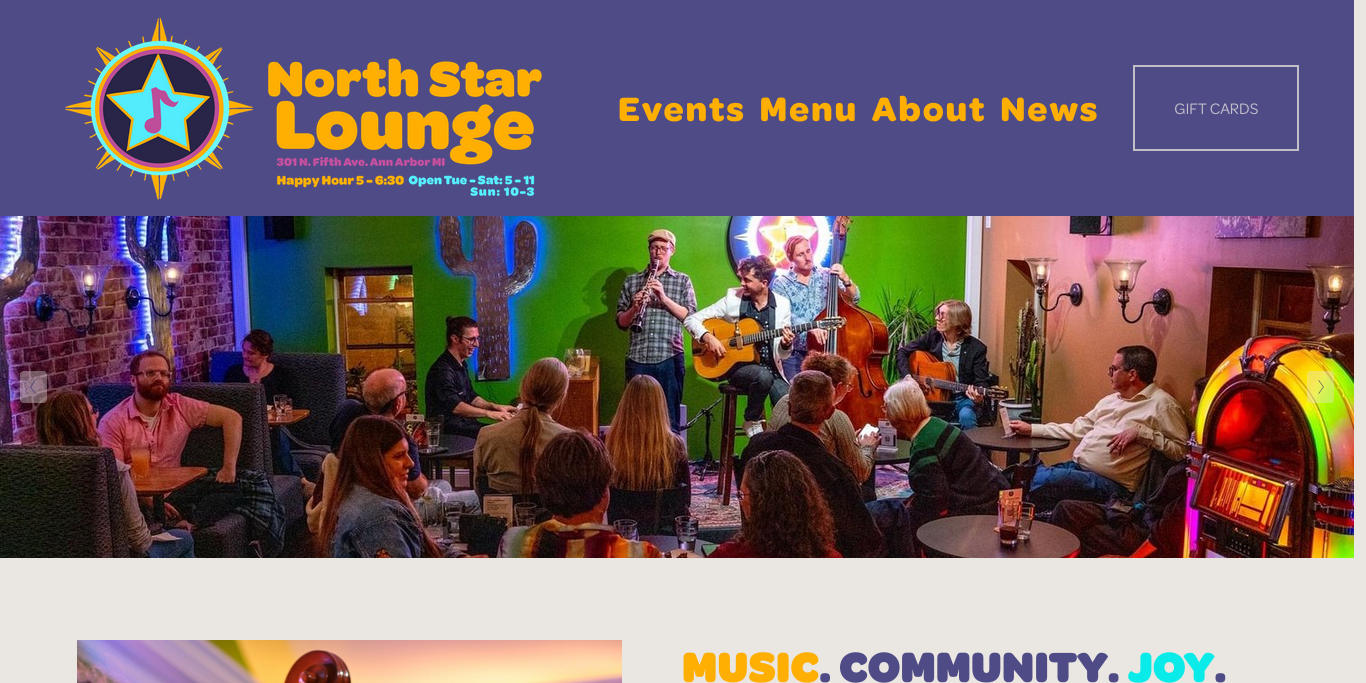 North Star
Lounge
301 N. Fifth Ave. Ann Arbor MI
Happy Hour 5 - 6:30 Open Tue - Sat: 5 - 11
Sun: 10-3
Events Menu About News
GIFT CARDS
MUSIC. COMMUNITY. JOY.